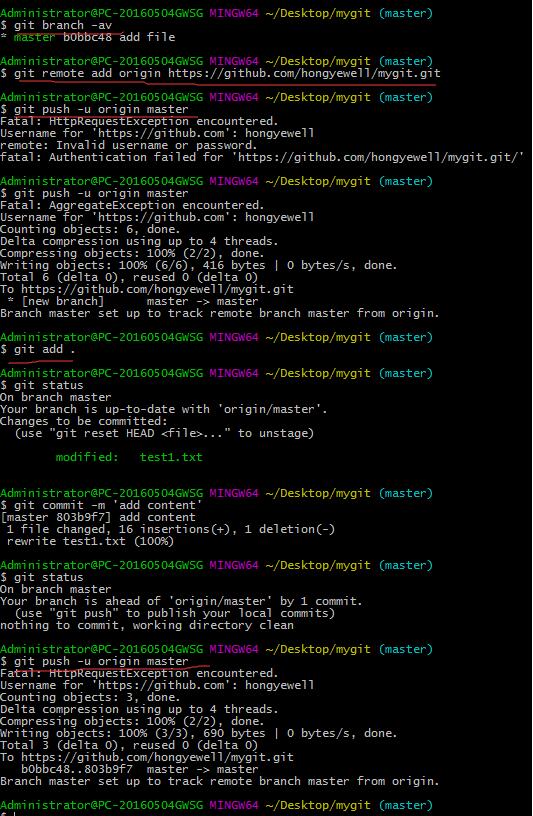 Administrator@PC-20160504GWSG MINGW64 ~/Desktop/mygit (master)
$ git branch -av
* master b0bbc48 add file
Administrator@PC-20160504GWSG MINGW64 ~/Desktop/mygit (master)
$ git remote add origin https://github.com/hongyewell/mygit.git
Administrator@PC-20160504GWSG MINGW64 ~/Desktop/mygit (master)
$ git push -u origin master
Fatal: HttpRequestException encountered.
Username for 'https://github.com': hongyewell
remote: Invalid username or password.
fatal: Authentication failed for 'https://github.com/hongyewell/mygit.git/'
Administrator@PC-20160504GWSG MINGW64 ~/Desktop/mygit (master)
$ git push -u origin master
Fatal: AggregateException encountered.
Username for 'https://github.com': hongyewell
Counting objects: 6, done.
Delta compression using up to 4 threads.
Compressing objects: 100% (2/2), done.
Writing objects: 100% (6/6), 416 bytes | 0 bytes/s, done.
Total 6 (delta 0), reused 0 (delta 0)
To https://github.com/hongyewell/mygit.git
* [new branch] master -> master
Branch master set up to track remote branch master from origin.
Administrator@PC-20160504GWSG MINGW64 ~/Desktop/mygit (master)
$ git add .
Administrator@PC-20160504GWSG MINGW64 ~/Desktop/mygit (master)
$ git status
On branch master
Your branch is up-to-date with 'origin/master'.
Changes to be committed:
(use "git reset HEAD <file>..." to unstage)
modified: test1.txt
Administrator@PC-20160504GWSG MINGW64 ~/Desktop/mygit (master)
$ git commit -m 'add content'
[master 803b9f7] add content
1 file changed, 16 insertions(+), 1 deletion(-)
rewrite test1.txt (100%)
Administrator@PC-20160504GWSG MINGW64 ~/Desktop/mygit (master)
$ git status
On branch master
Your branch is ahead of 'origin/master' by 1 commit.
(use "git push" to publish your local commits)
nothing to commit, working directory clean
Administrator@PC-20160504GWSG MINGW64 ~/Desktop/mygit (master)
$ git push -u origin master
Fatal: HttpRequestException encountered.
Username for 'https://github.com': hongyewell
Counting objects: 3, done.
Delta compression using up to 4 threads.
Compressing objects: 100% (2/2), done.
Writing objects: 100% (3/3), 690 bytes | 0 bytes/s, done.
Total 3 (delta 0), reused 0 (delta 0)
To https://github.com/hongyewell/mygit.git
b0bbc48..803b9f7 master -> master
Branch master set up to track remote branch master from origin.
Administrator@PC-20160504GWSG MINGW64 ~/Desktop/mygit (master)
$